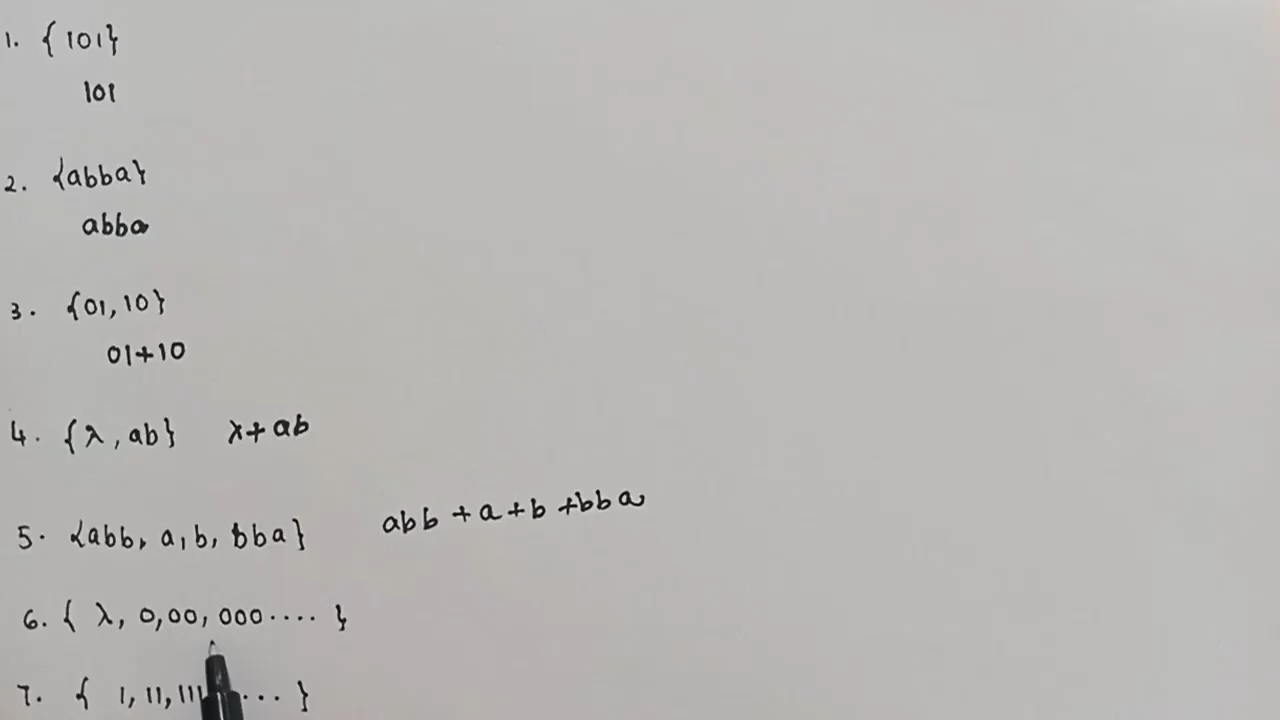 1. {101}
101
2. {abba}
abba
3. {01, 10}
01+10
4. {λ, ab} λ+ab
5. {abb, a, b, bba} abb+a+b+bba
6. { λ, 0,00, 000.... }
7. { 1, 11, 111 ... }